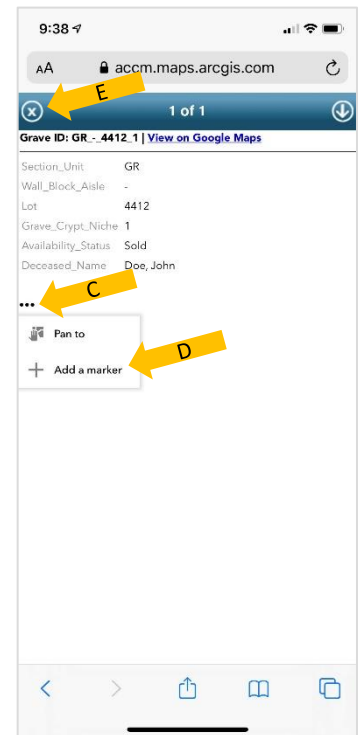 9:38
AA accm.maps.arcgis.com
E
1 of 1
Grave ID: GR_-_4412_1 | View on Google Maps
Section_Unit GR
Wall_Block_Aisle -
Lot 4412
Grave_Crypt_Niche 1
Availability_Status Sold
Deceased_Name Doe, John
C
•••
Pan to
D
Add a marker